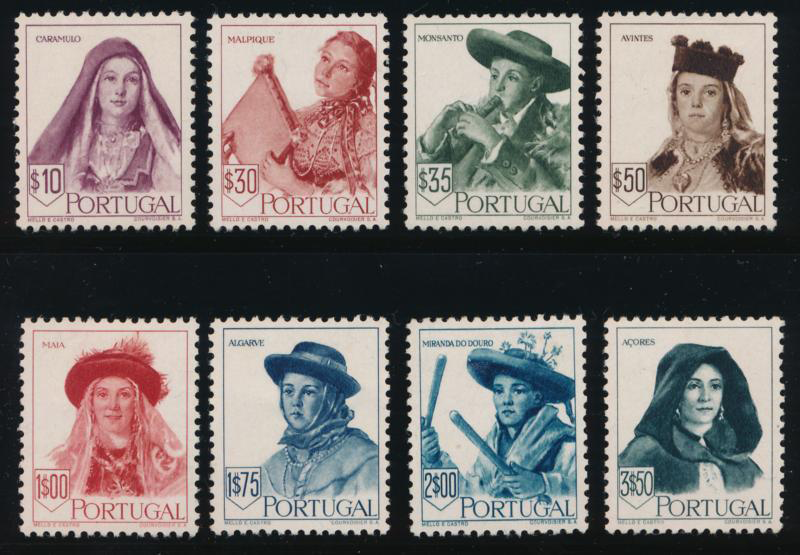 CARAMULO
$10
PORTUGAL
MELLO E CASTRO COURVOISIER S.A.
MALPIQUE
$30
PORTUGAL
MELLO E CASTRO COURVOISIER S.A.
MONSANTO
$35
PORTUGAL
MELLO E CASTRO COURVOISIER S.A.
AVINTES
$50
PORTUGAL
MELLO E CASTRO COURVOISIER S.A.
MAIA
1$00
PORTUGAL
MELLO E CASTRO COURVOISIER S.A.
ALGARVE
1$75
PORTUGAL
MELLO E CASTRO COURVOISIER S.A.
MIRANDA DO DOURO
2$00
PORTUGAL
MELLO E CASTRO COURVOISIER S.A.
AÇORES
3$50
PORTUGAL
MELLO E CASTRO COURVOISIER S.A.